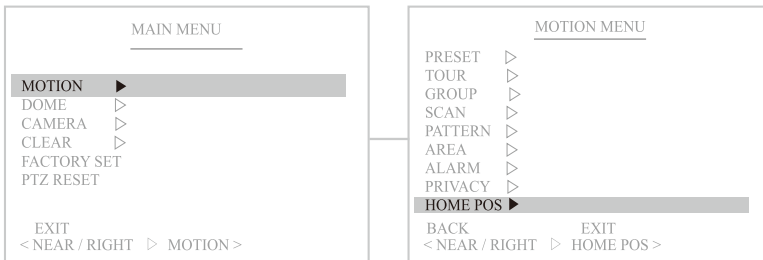 MAIN MENU
MOTION ▶
DOME ▷
CAMERA ▷
CLEAR ▷
FACTORY SET
PTZ RESET
EXIT
< NEAR / RIGHT ▷ MOTION >
MOTION MENU
PRESET ▷
TOUR ▷
GROUP ▷
SCAN ▷
PATTERN ▷
AREA ▷
ALARM ▷
PRIVACY ▷
HOME POS ▶
BACK EXIT
< NEAR / RIGHT ▷ HOME POS >